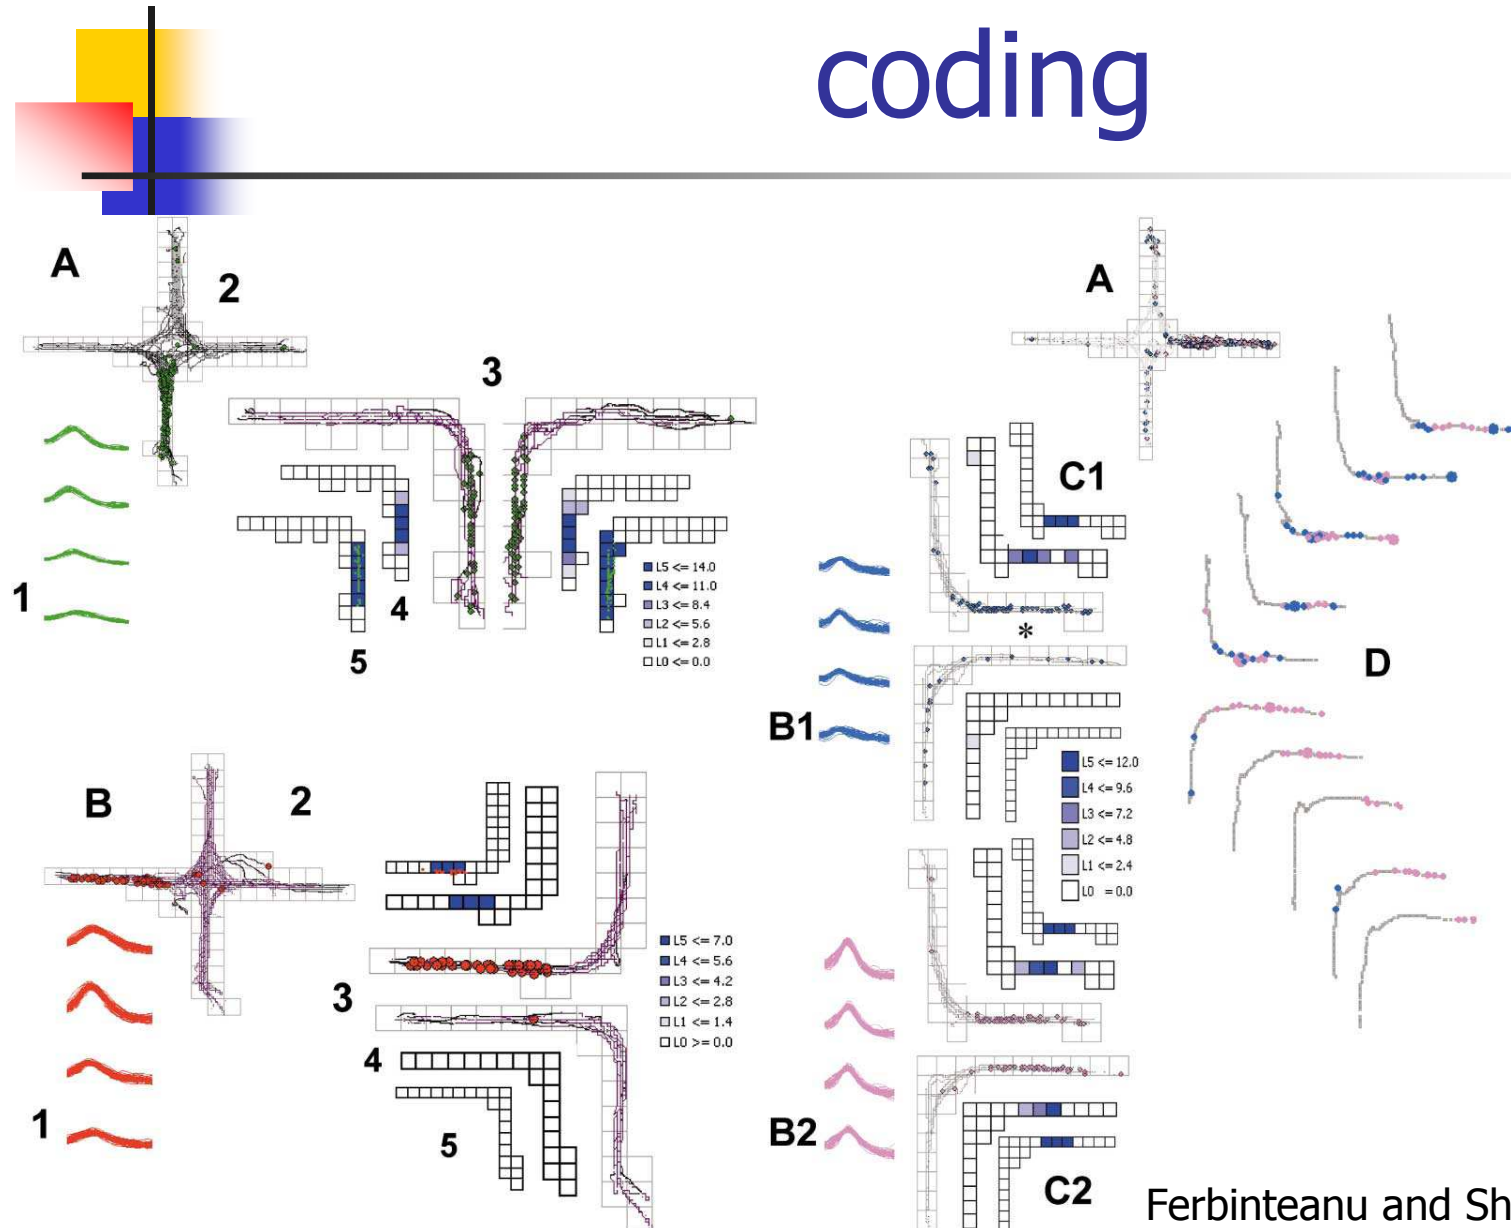 coding
A
2
3
1
4
5
L5 <= 14.0
L4 <= 11.0
L3 <= 8.4
L2 <= 5.6
L1 <= 2.8
L0 <= 0.0
B
2
3
4
1
5
L5 <= 7.0
L4 <= 5.6
L3 <= 4.2
L2 <= 2.8
L1 <= 1.4
L0 >= 0.0
A
C1
*
B1
D
L5 <= 12.0
L4 <= 9.6
L3 <= 7.2
L2 <= 4.8
L1 <= 2.4
L0 = 0.0
B2
C2
Ferbinteanu and Sh